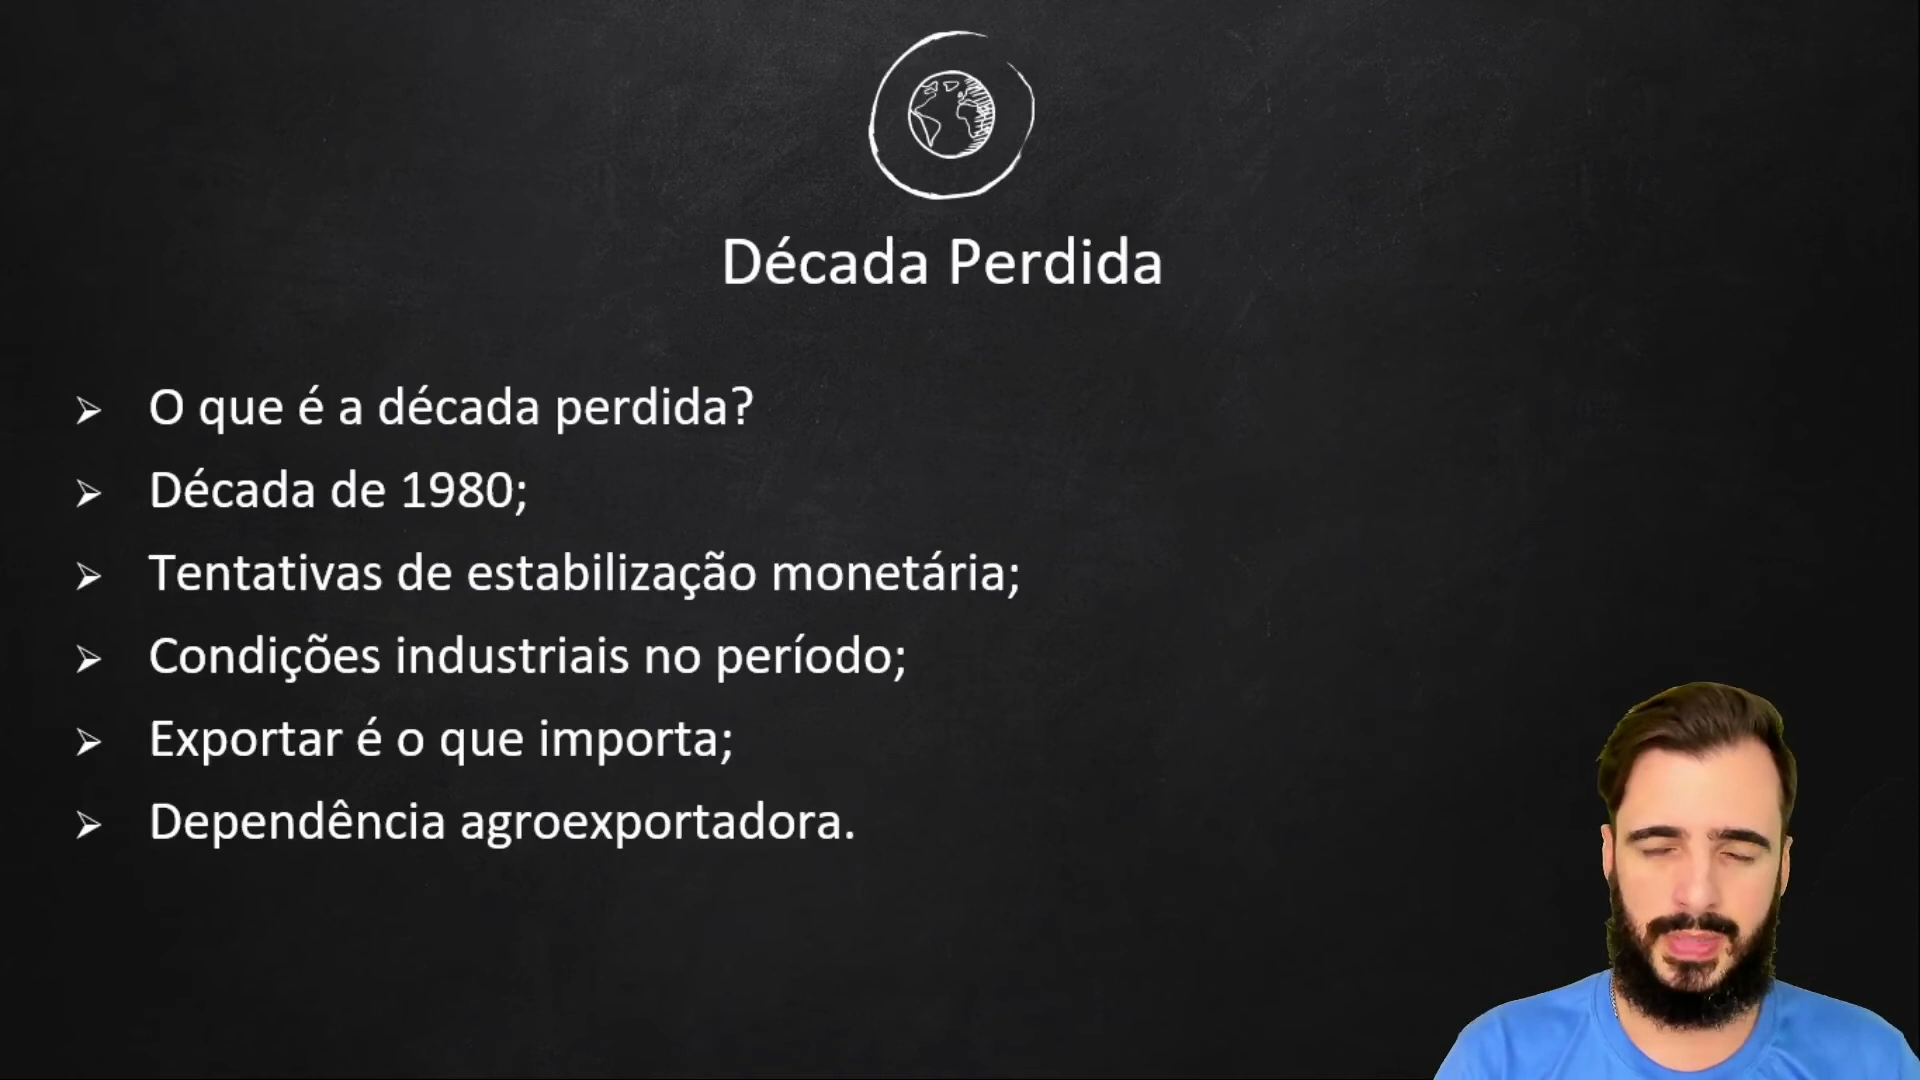 Década Perdida
➢ O que é a década perdida?
➢ Década de 1980;
➢ Tentativas de estabilização monetária;
➢ Condições industriais no período;
➢ Exportar é o que importa;
➢ Dependência agroexportadora.